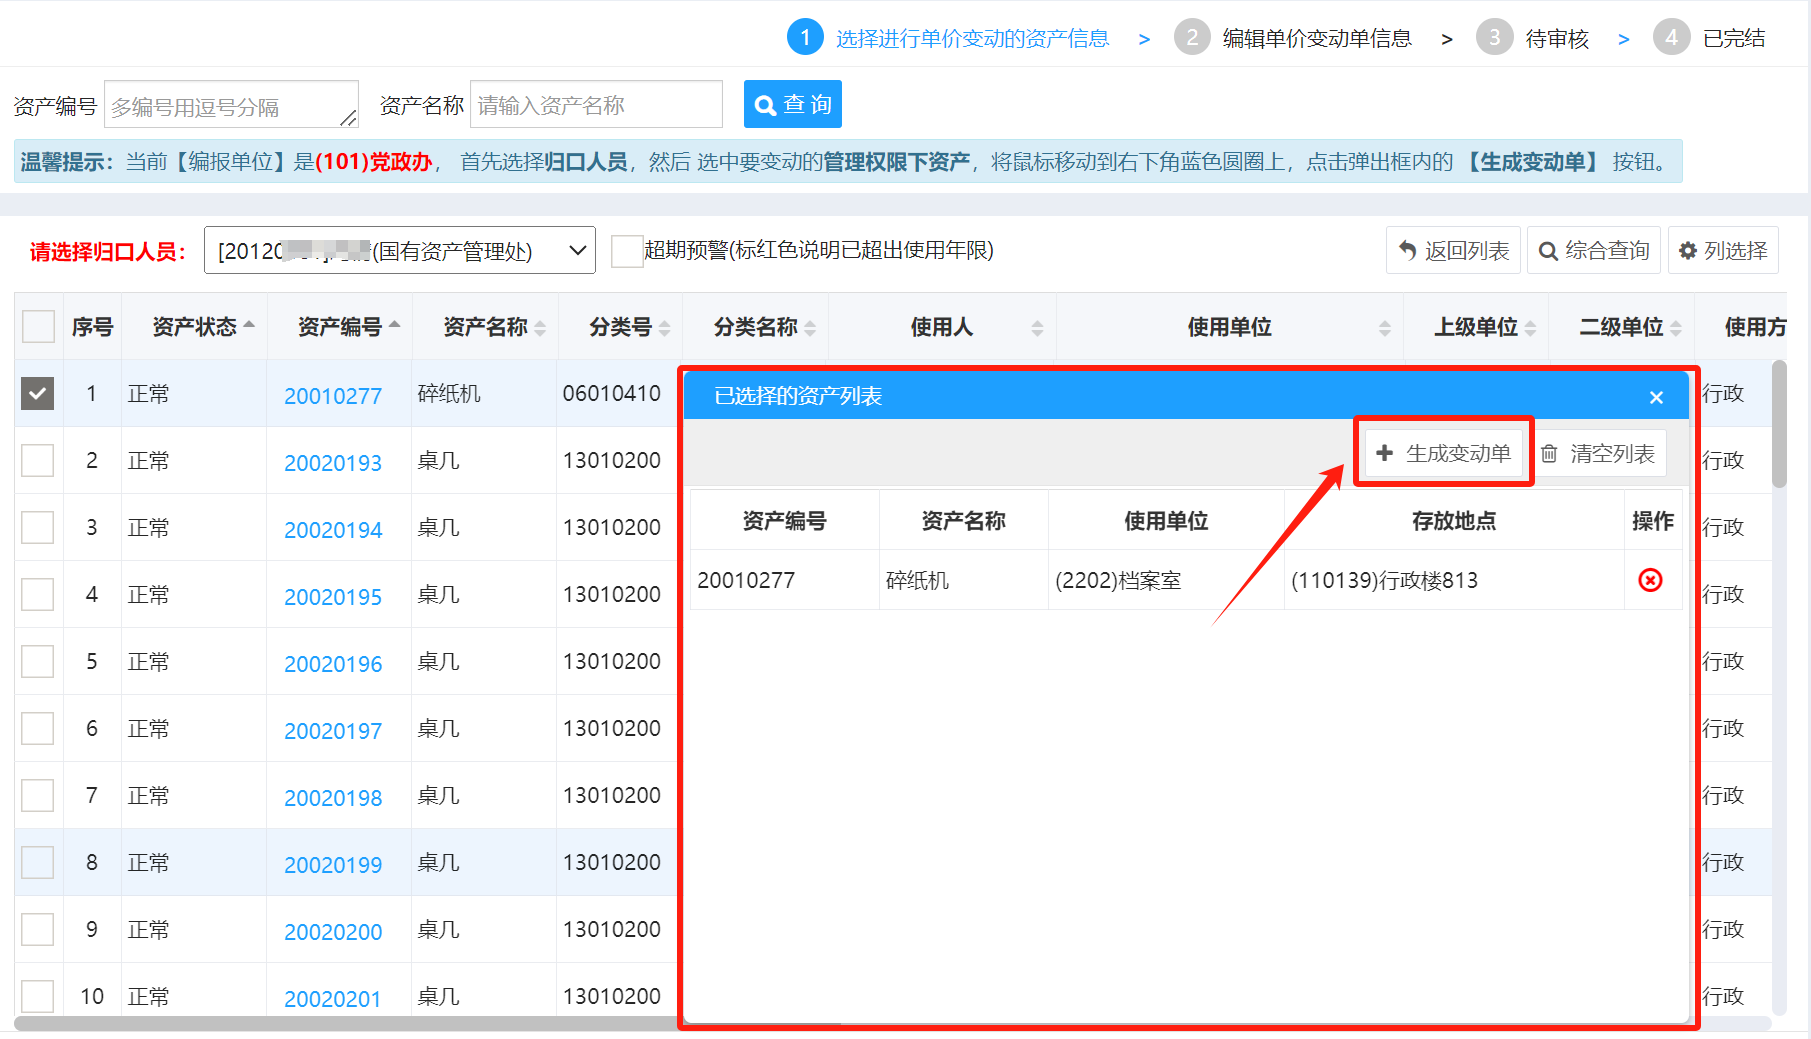 1 选择进行单价变动的资产信息 > 2 编辑单价变动单信息 > 3 待审核 > 4 已完结
资产编号 多编号用逗号分隔 资产名称 请输入资产名称 查 询
温馨提示：当前【编报单位】是(101)党政办， 首先选择归口人员，然后 选中要变动的管理权限下资产，将鼠标移动到右下角蓝色圆圈上，点击弹出框内的 【生成变动单】 按钮。
请选择归口人员： [20120 (国有资产管理处) 超期预警(标红色说明已超出使用年限) 返回列表 综合查询 列选择
序号 资产状态 资产编号 资产名称 分类号 分类名称 使用人 使用单位 上级单位 二级单位 使用方
1 正常 20010277 碎纸机 06010410 行政
2 正常 20020193 桌几 13010200 行政
3 正常 20020194 桌几 13010200 行政
4 正常 20020195 桌几 13010200 行政
5 正常 20020196 桌几 13010200 行政
6 正常 20020197 桌几 13010200 行政
7 正常 20020198 桌几 13010200 行政
8 正常 20020199 桌几 13010200 行政
9 正常 20020200 桌几 13010200 行政
10 正常 20020201 桌几 13010200 行政
已选择的资产列表 ×
生成变动单 清空列表
资产编号 资产名称 使用单位 存放地点 操作
20010277 碎纸机 (2202)档案室 (110139)行政楼813